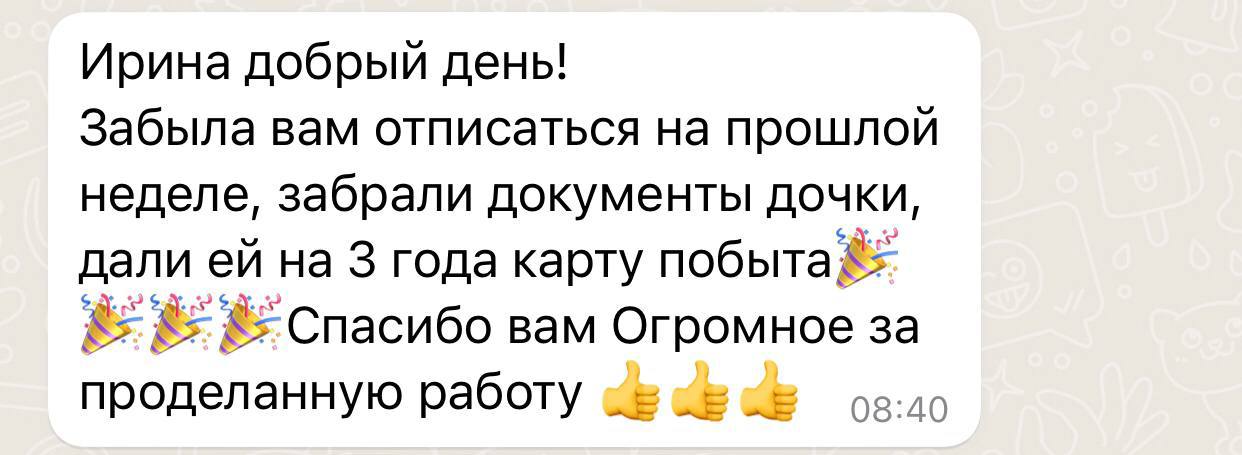 Ирина добрый день!
Забыла вам отписаться на прошлой
неделе, забрали документы дочки,
дали ей на 3 года карту побыта🎉
🎉🎉🎉Спасибо вам Огромное за
проделанную работу 👍👍👍 08:40